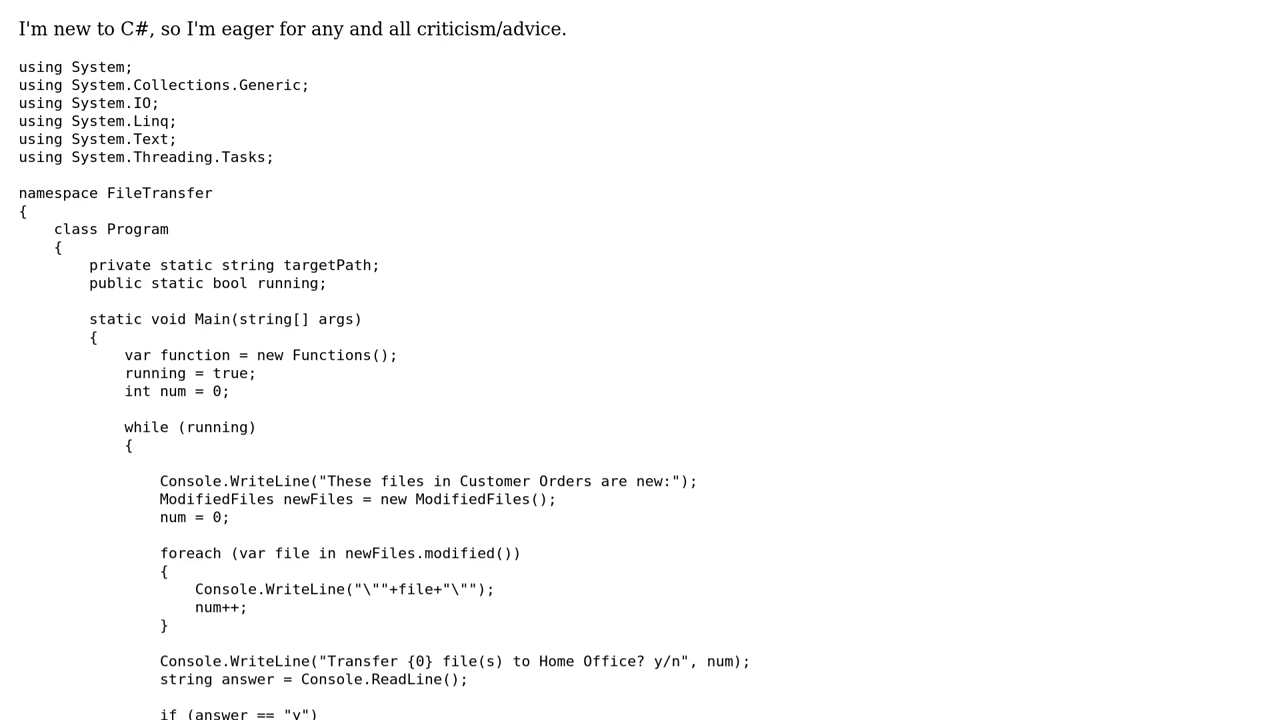 I'm new to C#, so I'm eager for any and all criticism/advice.
using System;
using System.Collections.Generic;
using System.IO;
using System.Linq;
using System.Text;
using System.Threading.Tasks;
namespace FileTransfer
{
    class Program
    {
        private static string targetPath;
        public static bool running;
        static void Main(string[] args)
        {
            var function = new Functions();
            running = true;
            int num = 0;
            while (running)
            {
                Console.WriteLine("These files in Customer Orders are new:");
                ModifiedFiles newFiles = new ModifiedFiles();
                num = 0;
                foreach (var file in newFiles.modified())
                {
                    Console.WriteLine("\""+file+"\"");
                    num++;
                }
                Console.WriteLine("Transfer {0} file(s) to Home Office? y/n", num);
                string answer = Console.ReadLine();
                if (answer == "y")